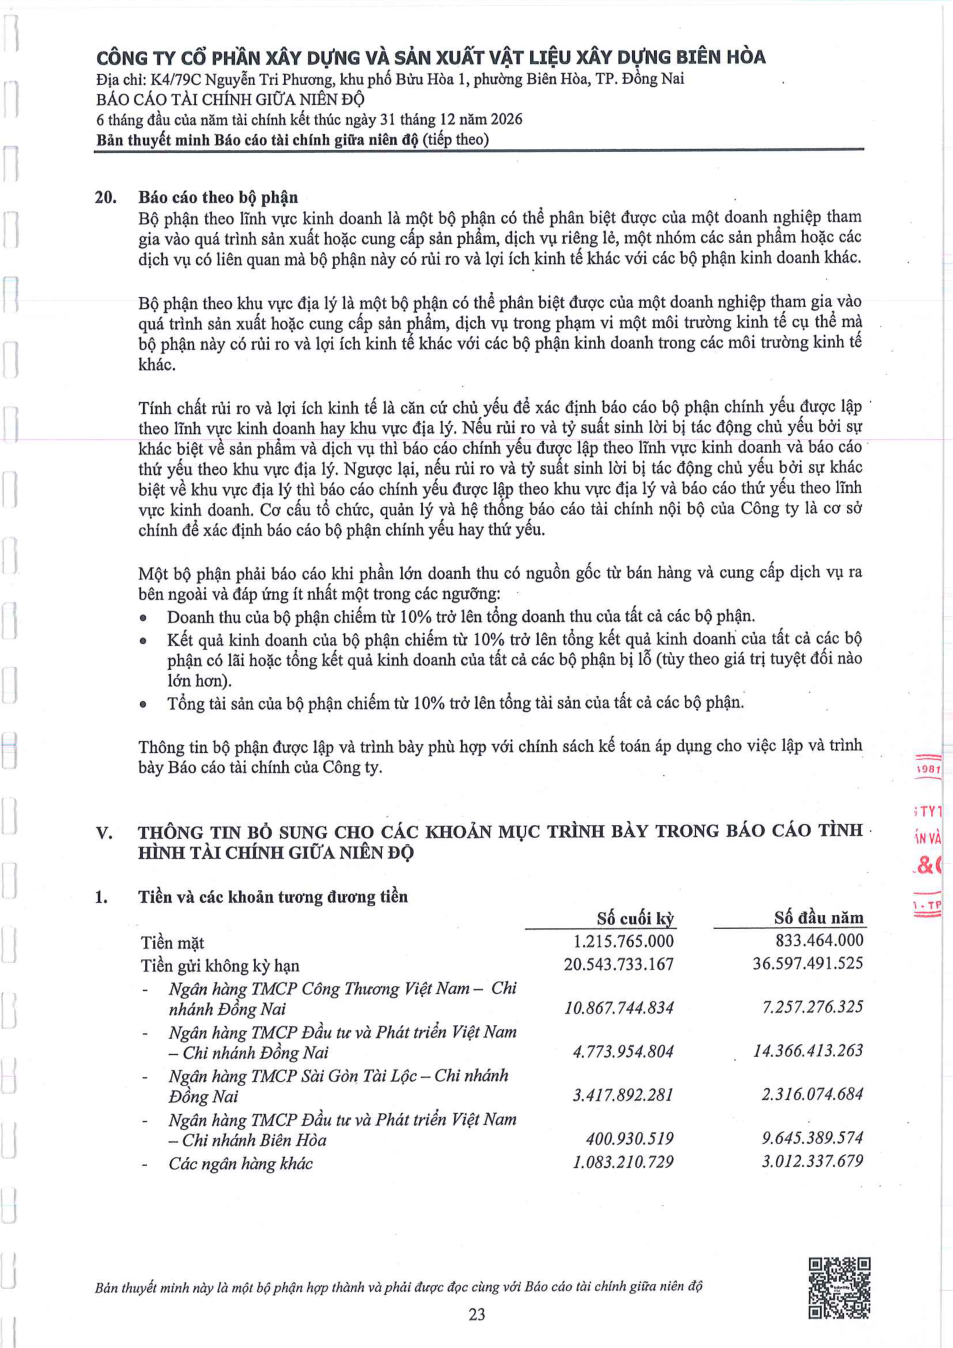 CÔNG TY CỔ PHẦN XÂY DỰNG VÀ SẢN XUẤT VẬT LIỆU XÂY DỰNG BIÊN HÒA
Địa chỉ: K4/79C Nguyễn Tri Phương, khu phố Bửu Hòa 1, phường Biên Hòa, TP. Đồng Nai
BÁO CÁO TÀI CHÍNH GIỮA NIÊN ĐỘ
6 tháng đầu của năm tài chính kết thúc ngày 31 tháng 12 năm 2026
Bản thuyết minh Báo cáo tài chính giữa niên độ (tiếp theo)
20. Báo cáo theo bộ phận
Bộ phận theo lĩnh vực kinh doanh là một bộ phận có thể phân biệt được của một doanh nghiệp tham
gia vào quá trình sản xuất hoặc cung cấp sản phẩm, dịch vụ riêng lẻ, một nhóm các sản phẩm hoặc các
dịch vụ có liên quan mà bộ phận này có rủi ro và lợi ích kinh tế khác với các bộ phận kinh doanh khác.
Bộ phận theo khu vực địa lý là một bộ phận có thể phân biệt được của một doanh nghiệp tham gia vào
quá trình sản xuất hoặc cung cấp sản phẩm, dịch vụ trong phạm vi một môi trường kinh tế cụ thể mà
bộ phận này có rủi ro và lợi ích kinh tế khác với các bộ phận kinh doanh trong các môi trường kinh tế
khác.
Tính chất rủi ro và lợi ích kinh tế là căn cứ chủ yếu để xác định báo cáo bộ phận chính yếu được lập
theo lĩnh vực kinh doanh hay khu vực địa lý. Nếu rủi ro và tỷ suất sinh lời bị tác động chủ yếu bởi sự
khác biệt về sản phẩm và dịch vụ thì báo cáo chính yếu được lập theo lĩnh vực kinh doanh và báo cáo
thứ yếu theo khu vực địa lý. Ngược lại, nếu rủi ro và tỷ suất sinh lời bị tác động chủ yếu bởi sự khác
biệt về khu vực địa lý thì báo cáo chính yếu được lập theo khu vực địa lý và báo cáo thứ yếu theo lĩnh
vực kinh doanh. Cơ cấu tổ chức, quản lý và hệ thống báo cáo tài chính nội bộ của Công ty là cơ sở
chính để xác định báo cáo bộ phận chính yếu hay thứ yếu.
Một bộ phận phải báo cáo khi phần lớn doanh thu có nguồn gốc từ bán hàng và cung cấp dịch vụ ra
bên ngoài và đáp ứng ít nhất một trong các ngưỡng:
• Doanh thu của bộ phận chiếm từ 10% trở lên tổng doanh thu của tất cả các bộ phận.
• Kết quả kinh doanh của bộ phận chiếm từ 10% trở lên tổng kết quả kinh doanh của tất cả các bộ
phận có lãi hoặc tổng kết quả kinh doanh của tất cả các bộ phận bị lỗ (tùy theo giá trị tuyệt đối nào
lớn hơn).
• Tổng tài sản của bộ phận chiếm từ 10% trở lên tổng tài sản của tất cả các bộ phận.
Thông tin bộ phận được lập và trình bày phù hợp với chính sách kế toán áp dụng cho việc lập và trình
bày Báo cáo tài chính của Công ty.
V. THÔNG TIN BỔ SUNG CHO CÁC KHOẢN MỤC TRÌNH BÀY TRONG BÁO CÁO TÌNH
HÌNH TÀI CHÍNH GIỮA NIÊN ĐỘ
1. Tiền và các khoản tương đương tiền
Số cuối kỳ Số đầu năm
Tiền mặt 1.215.765.000 833.464.000
Tiền gửi không kỳ hạn 20.543.733.167 36.597.491.525
- Ngân hàng TMCP Công Thương Việt Nam – Chi
nhánh Đồng Nai 10.867.744.834 7.257.276.325
- Ngân hàng TMCP Đầu tư và Phát triển Việt Nam
– Chi nhánh Đồng Nai 4.773.954.804 14.366.413.263
- Ngân hàng TMCP Sài Gòn Tài Lộc – Chi nhánh
Đồng Nai 3.417.892.281 2.316.074.684
- Ngân hàng TMCP Đầu tư và Phát triển Việt Nam
– Chi nhánh Biên Hòa 400.930.519 9.645.389.574
- Các ngân hàng khác 1.083.210.729 3.012.337.679
Bản thuyết minh này là một bộ phận hợp thành và phải được đọc cùng với Báo cáo tài chính giữa niên độ
23